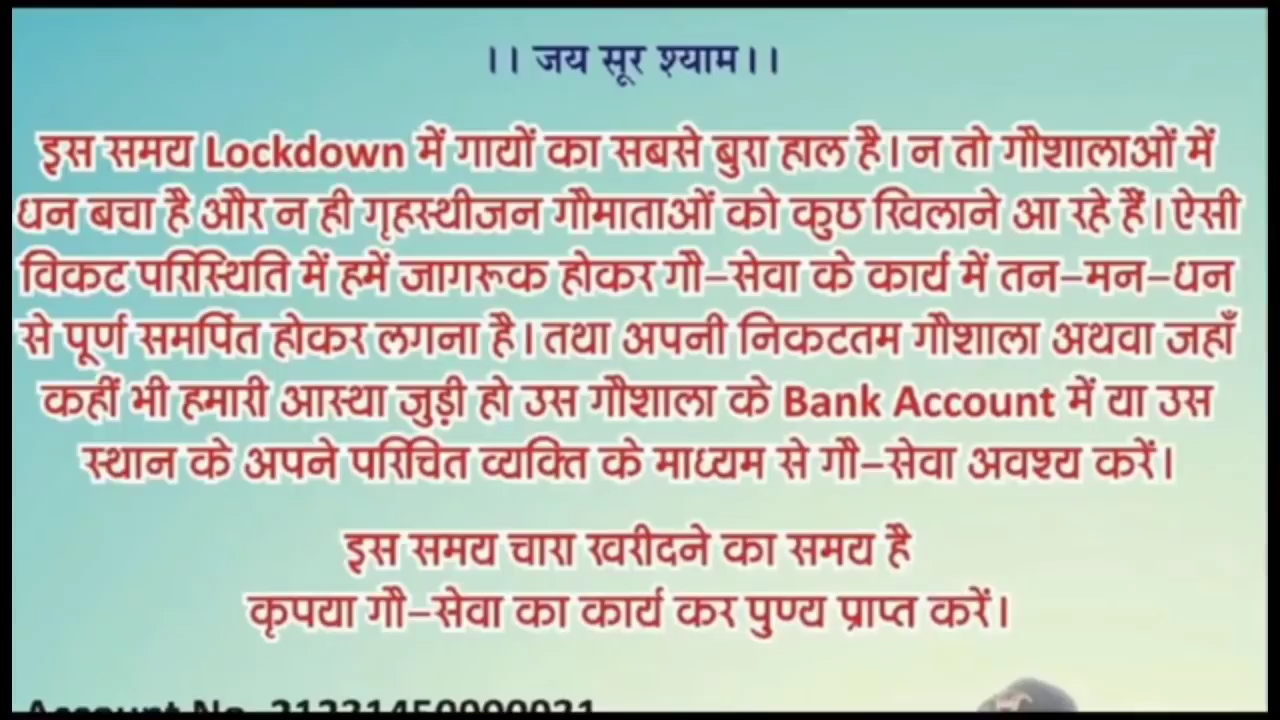 ।। जय सूर श्याम।।
इस समय Lockdown में गायों का सबसे बुरा हाल है। न तो गौशालाओं में
धन बचा है और न ही गृहस्थीजन गौमाताओं को कुछ खिलाने आ रहे हैं। ऐसी
विकट परिस्थिति में हमें जागरूक होकर गौ-सेवा के कार्य में तन-मन-धन
से पूर्ण समर्पित होकर लगना है। तथा अपनी निकटतम गौशाला अथवा जहाँ
कहीं भी हमारी आस्था जुड़ी हो उस गौशाला के Bank Account में या उस
स्थान के अपने परिचित व्यक्ति के माध्यम से गौ-सेवा अवश्य करें।
इस समय चारा खरीदने का समय है
कृपया गौ-सेवा का कार्य कर पुण्य प्राप्त करें।
Account No.